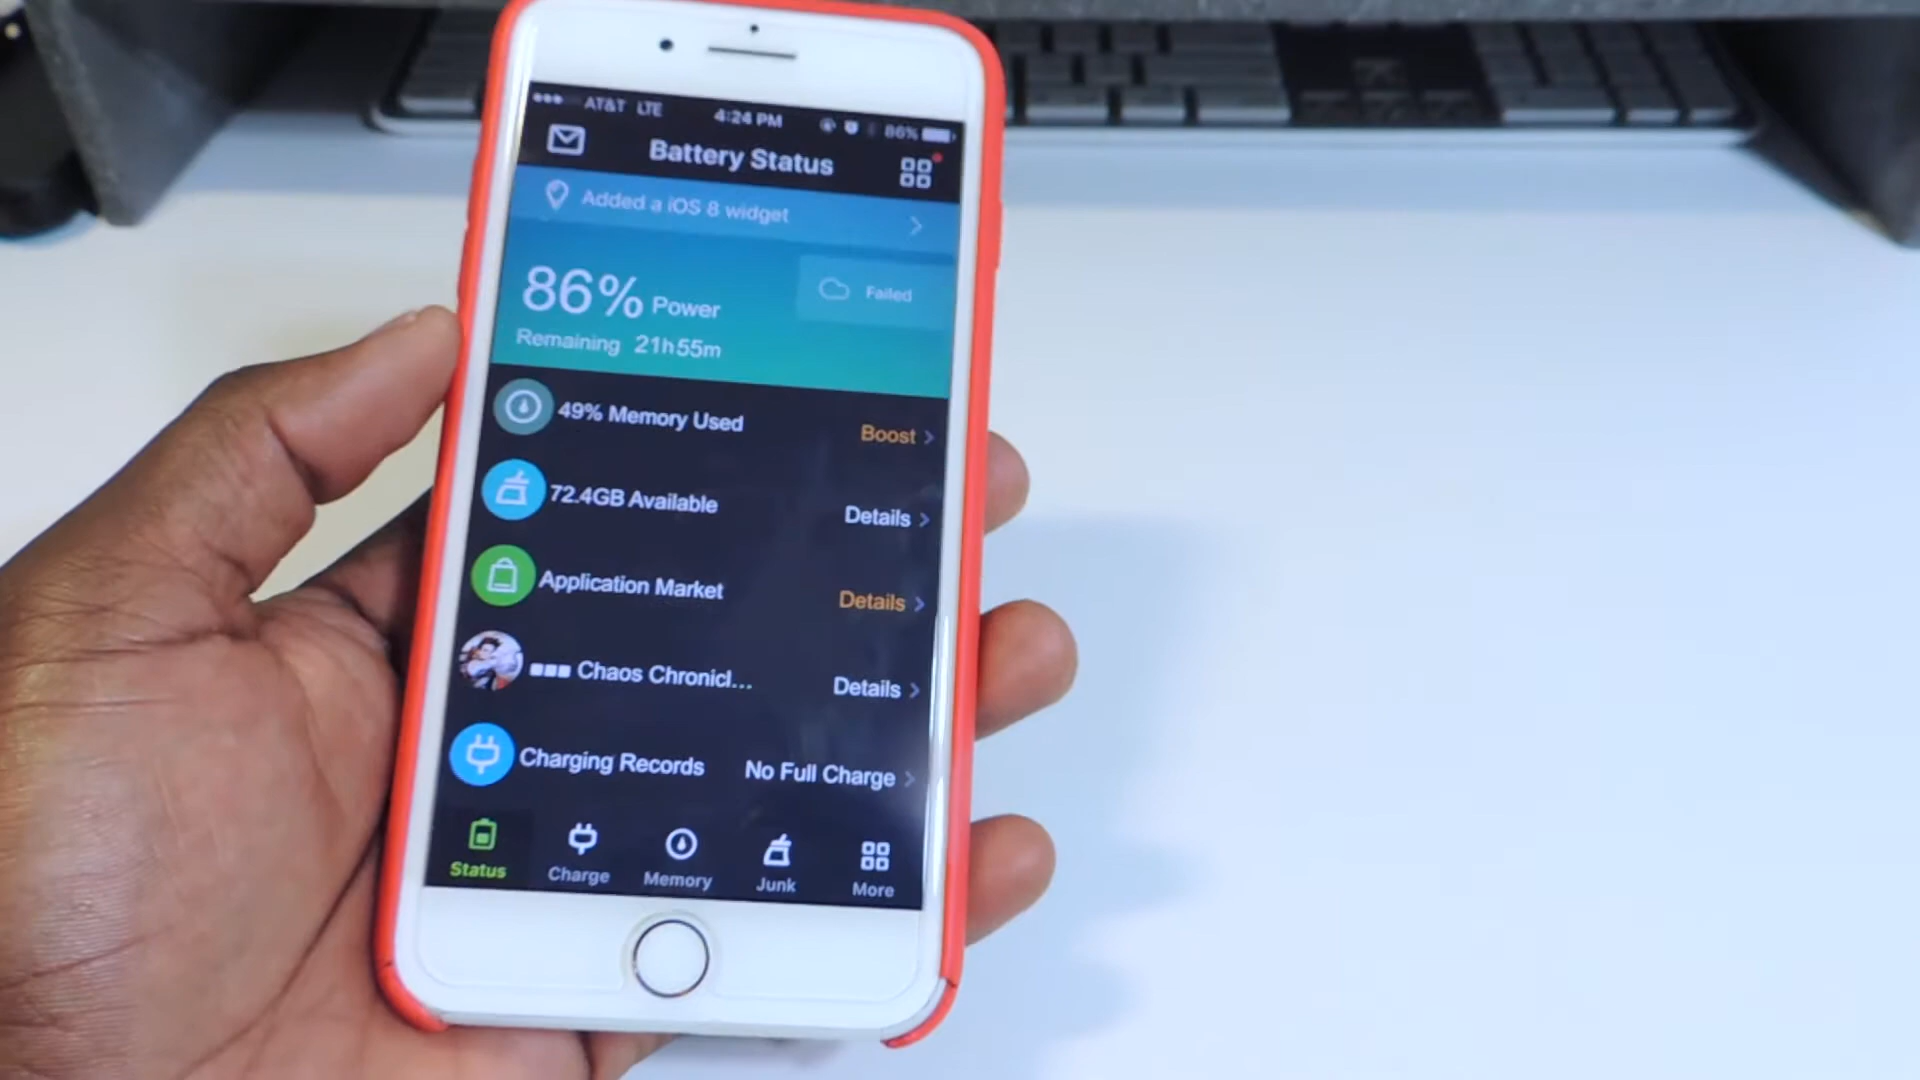 AT&T LTE 4:24 PM 86%
Battery Status
Added a iOS 8 widget
86% Power
Failed
Remaining 21h55m
49% Memory Used Boost
72.4GB Available Details
Application Market Details
Chaos Chronicl... Details
Charging Records No Full Charge
Status Charge Memory Junk More